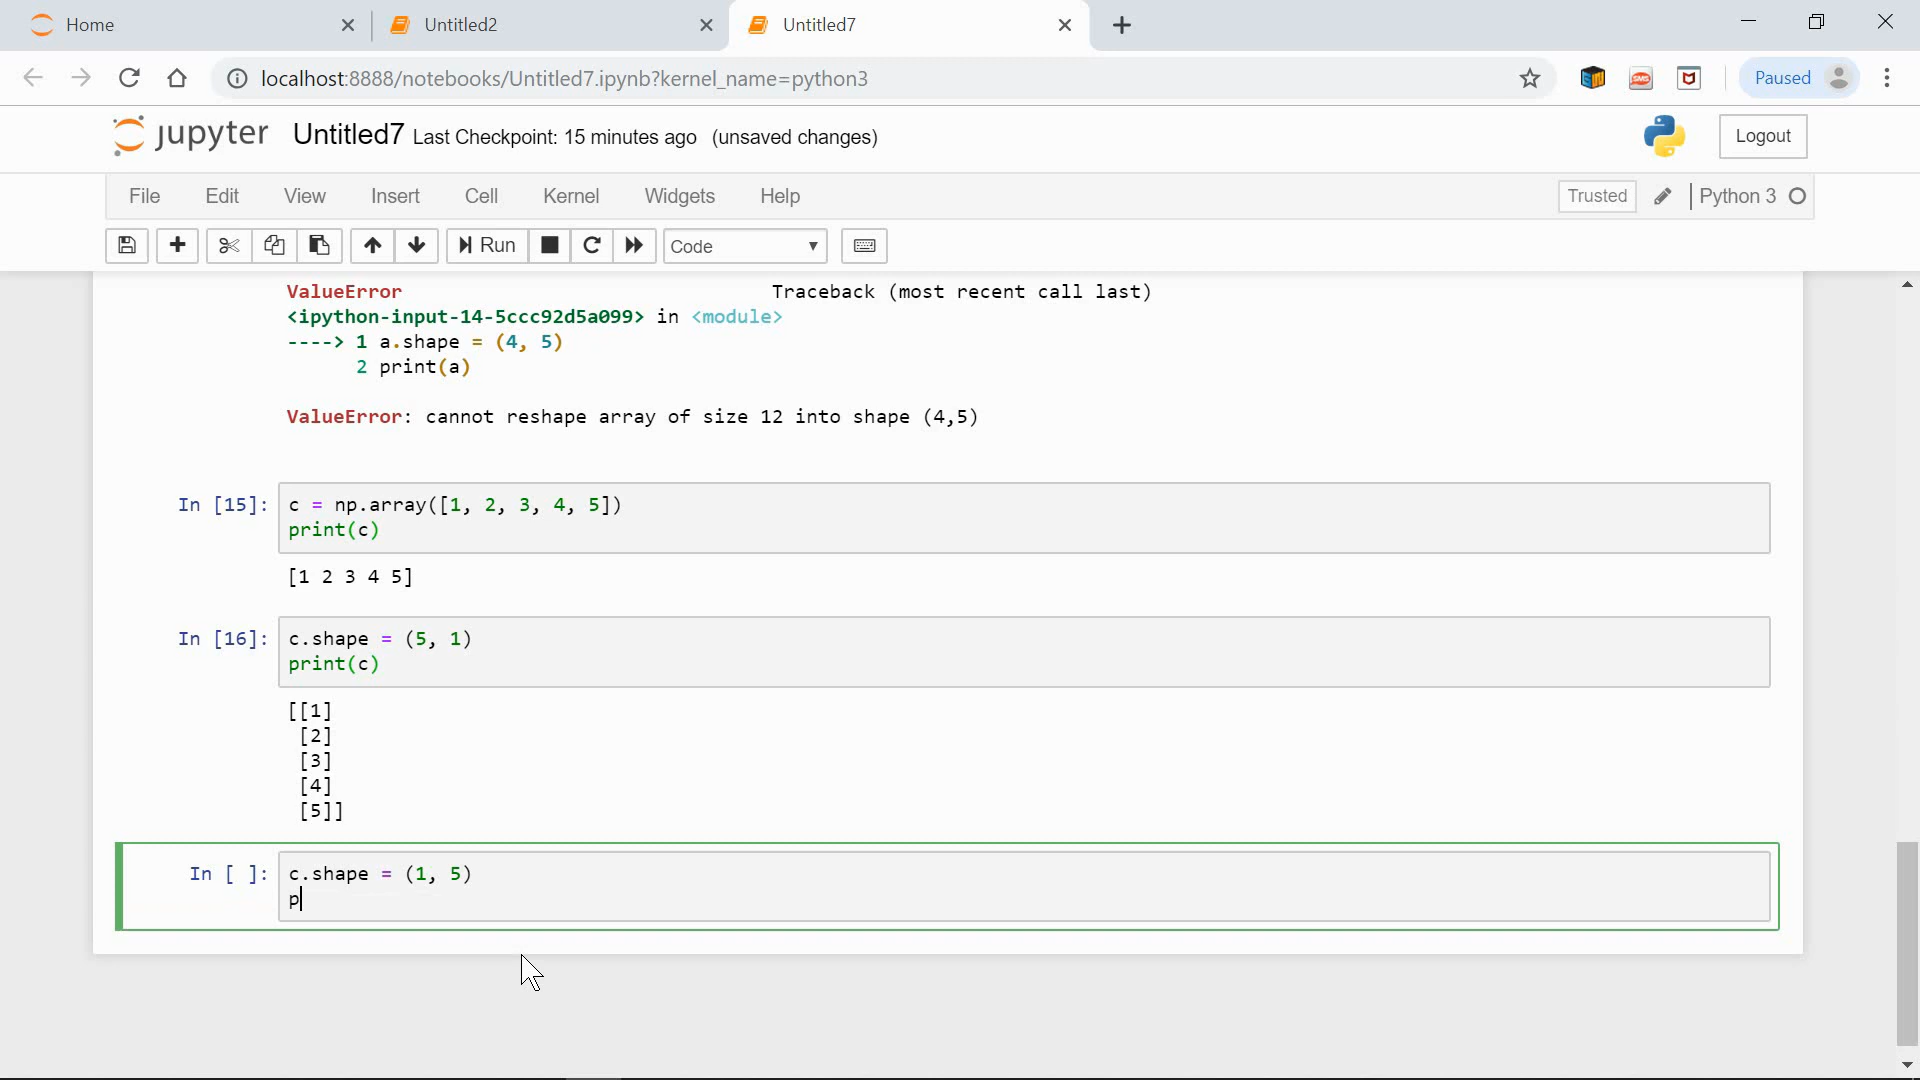 Home
Untitled2
Untitled7
localhost:8888/notebooks/Untitled7.ipynb?kernel_name=python3
Paused
jupyter Untitled7 Last Checkpoint: 15 minutes ago (unsaved changes)
Logout
File Edit View Insert Cell Kernel Widgets Help
Trusted
Python 3
Run
Code
ValueError Traceback (most recent call last)
<ipython-input-14-5ccc92d5a099> in <module>
----> 1 a.shape = (4, 5)
2 print(a)
ValueError: cannot reshape array of size 12 into shape (4,5)
In [15]: c = np.array([1, 2, 3, 4, 5])
print(c)
[1 2 3 4 5]
In [16]: c.shape = (5, 1)
print(c)
[[1]
[2]
[3]
[4]
[5]]
In [ ]: c.shape = (1, 5)
p